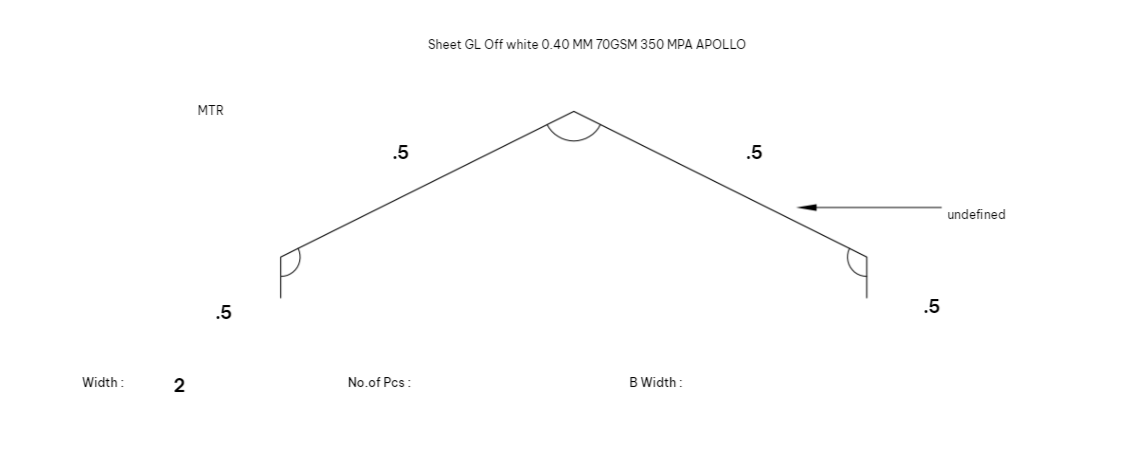 Sheet GL Off white 0.40 MM 70GSM 350 MPA APOLLO
MTR
.5
.5
undefined
.5
.5
Width : 2
No.of Pcs :
B Width :